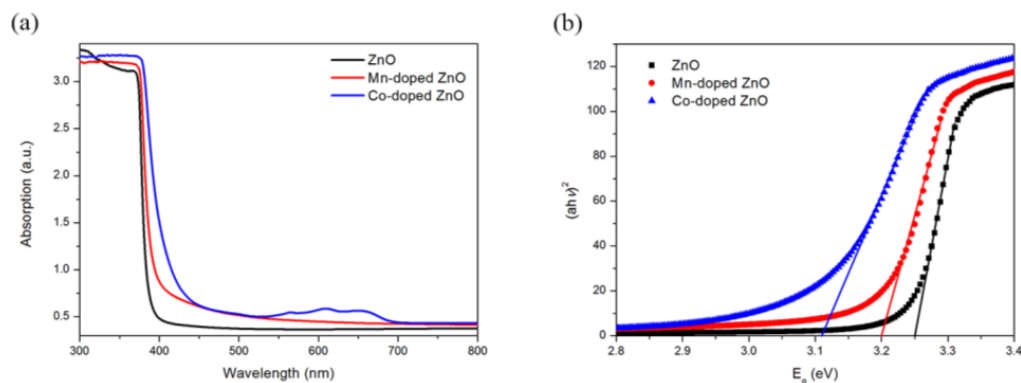 (a)
3.0
2.5
2.0
1.5
1.0
0.5
300 400 500 600 700 800
Absorption (a.u.)
Wavelength (nm)
ZnO
Mn-doped ZnO
Co-doped ZnO
(b)
120
100
80
60
40
20
0
2.8 2.9 3.0 3.1 3.2 3.3 3.4
(ahν)²
E_g (eV)
ZnO
Mn-doped ZnO
Co-doped ZnO